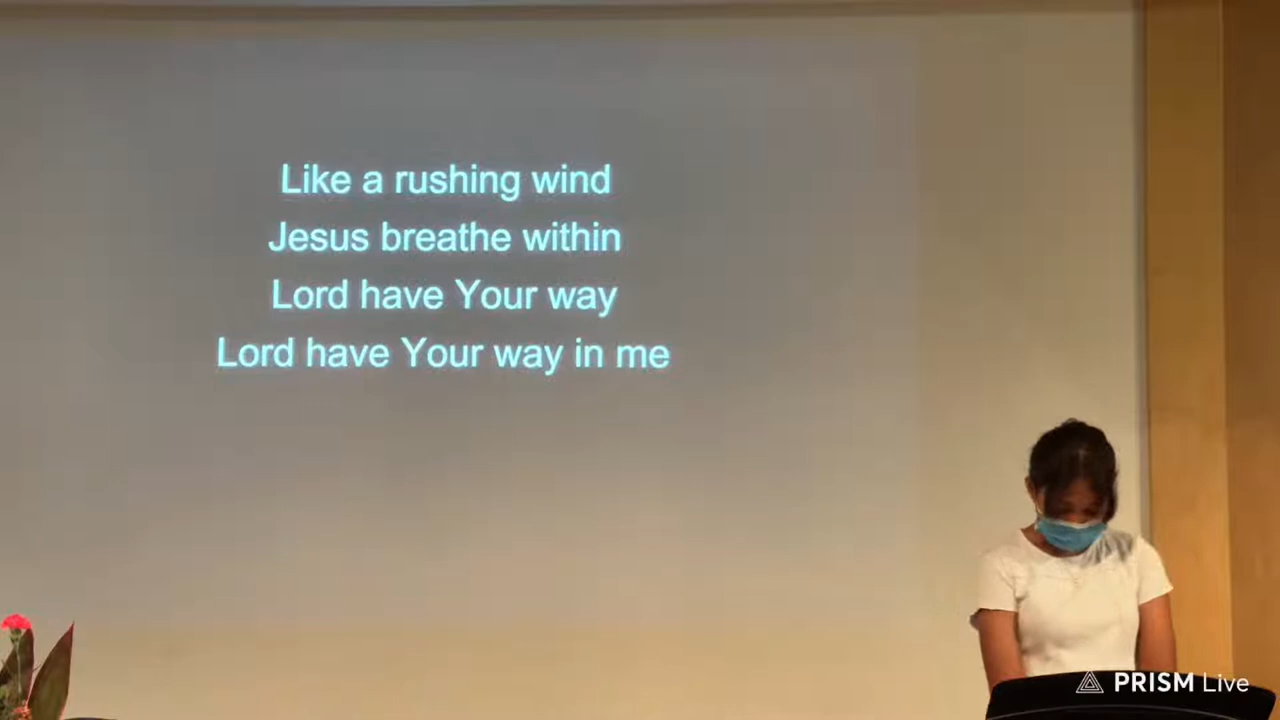 Like a rushing wind
Jesus breathe within
Lord have Your way
Lord have Your way in me
PRISM Live